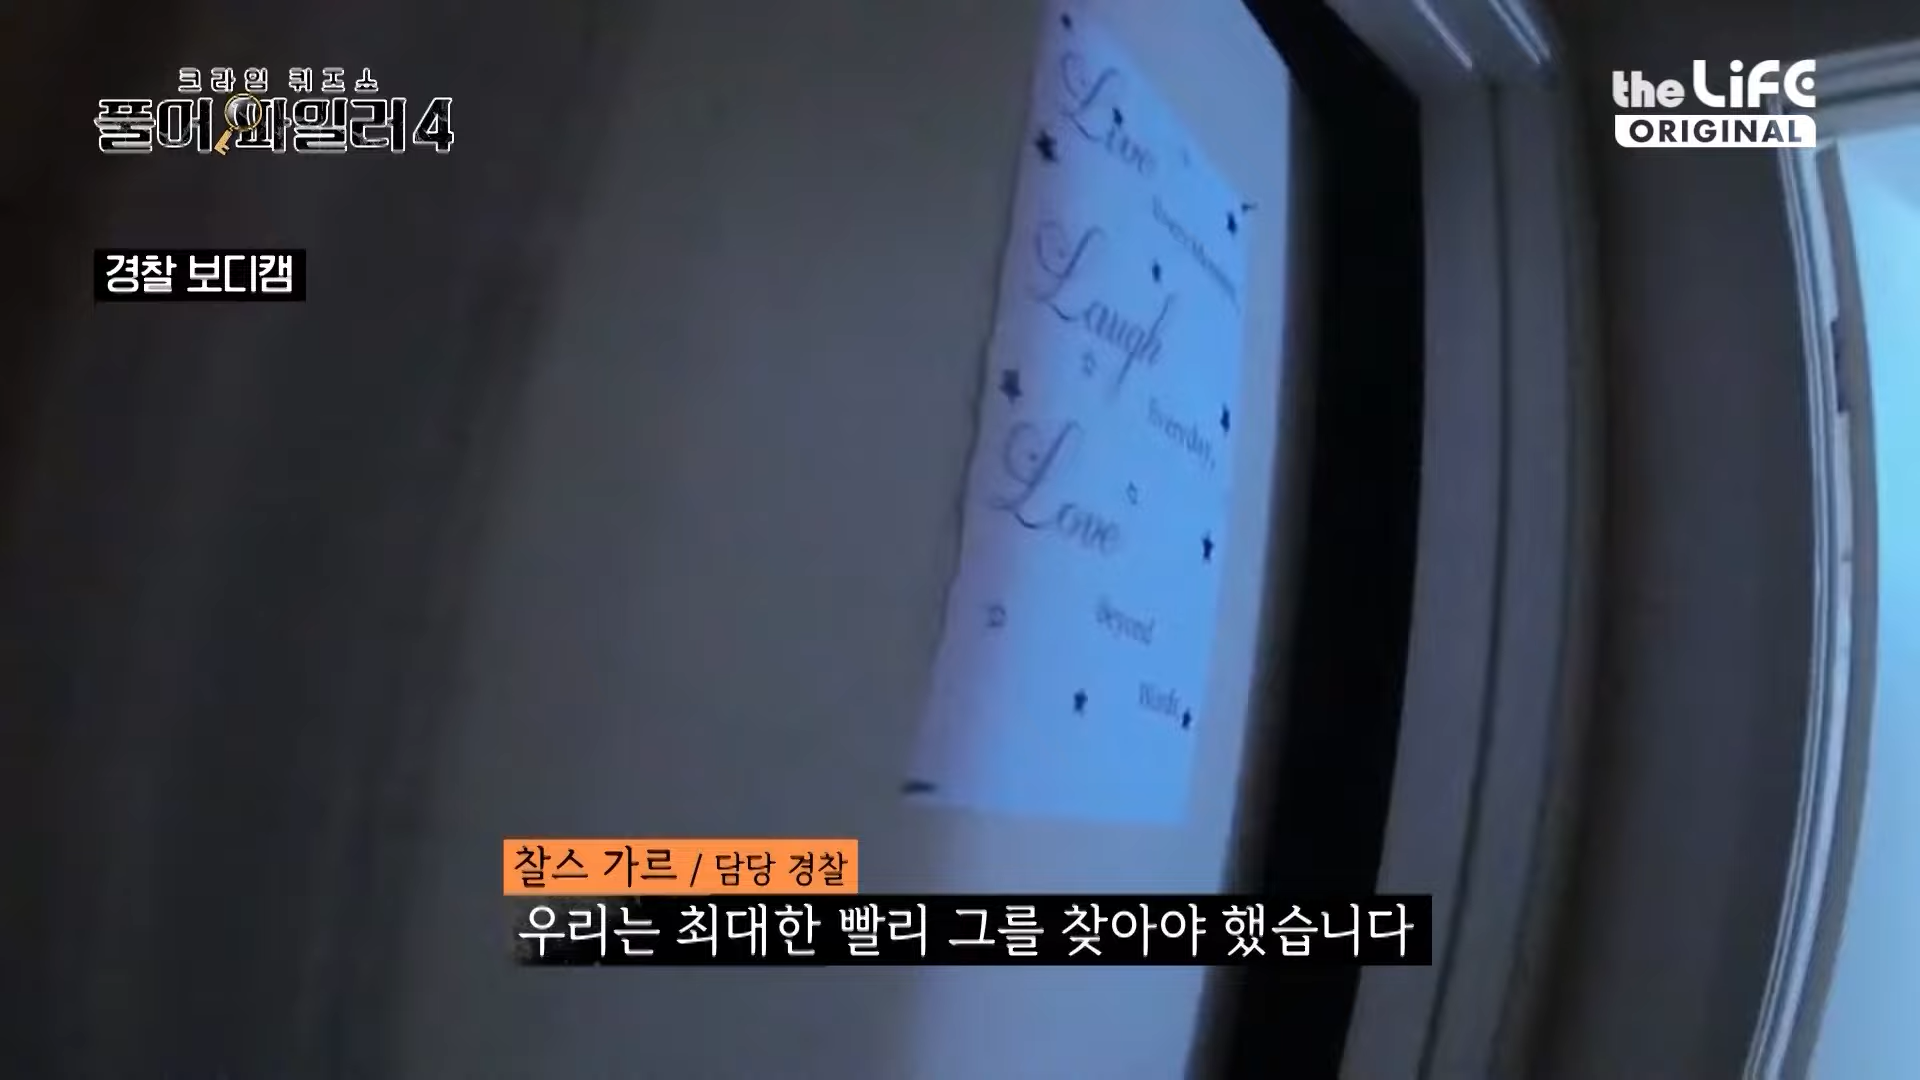 크라임 퀴즈쇼
풀어파일러4
the LiFE
ORIGINAL
경찰 보디캠
Live
Laugh
Everyday,
Love
Beyond
Words
찰스 가르 / 담당 경찰
우리는 최대한 빨리 그를 찾아야 했습니다